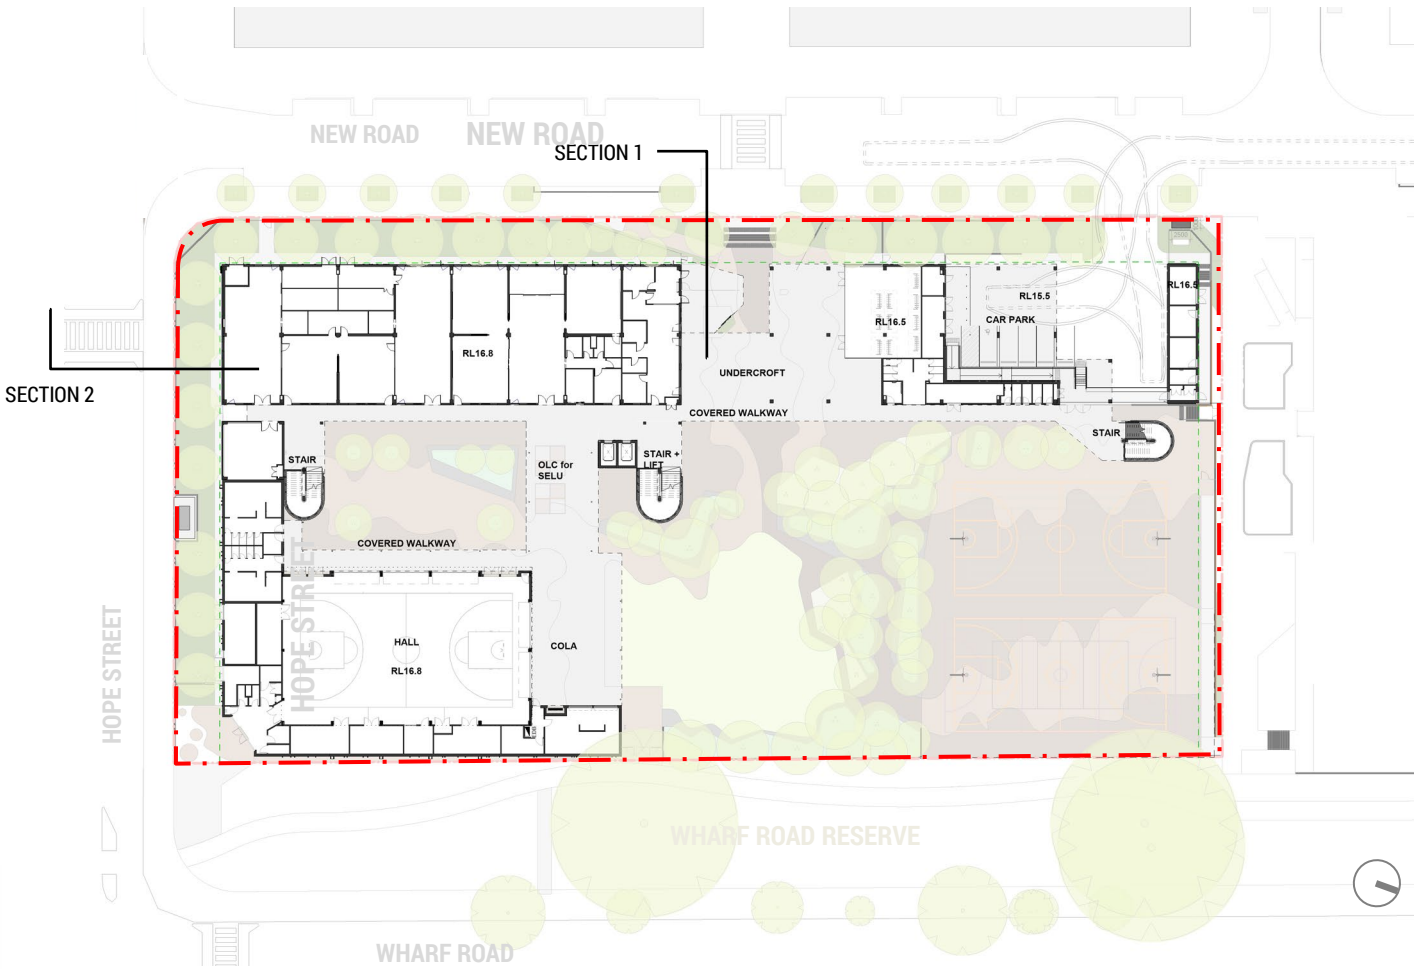 NEW ROAD
NEW ROAD
SECTION 1
RL16.5
RL15.5
CAR PARK
RL16.5
RL16.8
UNDERCROFT
SECTION 2
COVERED WALKWAY
STAIR
STAIR
STAIR +
LIFT
OLC for
SELU
COVERED WALKWAY
HOPE STREET
HOPE STREET
HALL
RL16.8
COLA
WHARF ROAD RESERVE
WHARF ROAD